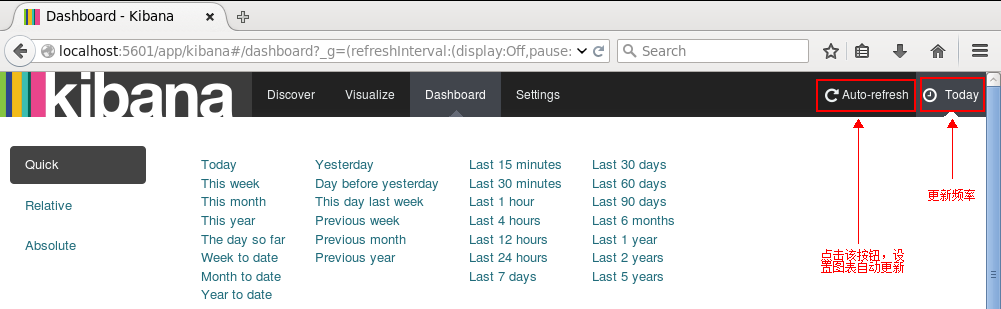 Dashboard - Kibana
localhost:5601/app/kibana#/dashboard?_g=(refreshInterval:(display:Off,pause:
Search
kibana
Discover
Visualize
Dashboard
Settings
Auto-refresh
Today
Quick
Relative
Absolute
Today
This week
This month
This year
The day so far
Week to date
Month to date
Year to date
Yesterday
Day before yesterday
This day last week
Previous week
Previous month
Previous year
Last 15 minutes
Last 30 minutes
Last 1 hour
Last 4 hours
Last 12 hours
Last 24 hours
Last 7 days
Last 30 days
Last 60 days
Last 90 days
Last 6 months
Last 1 year
Last 2 years
Last 5 years
更新频率
点击该按钮，设
置图表自动更新